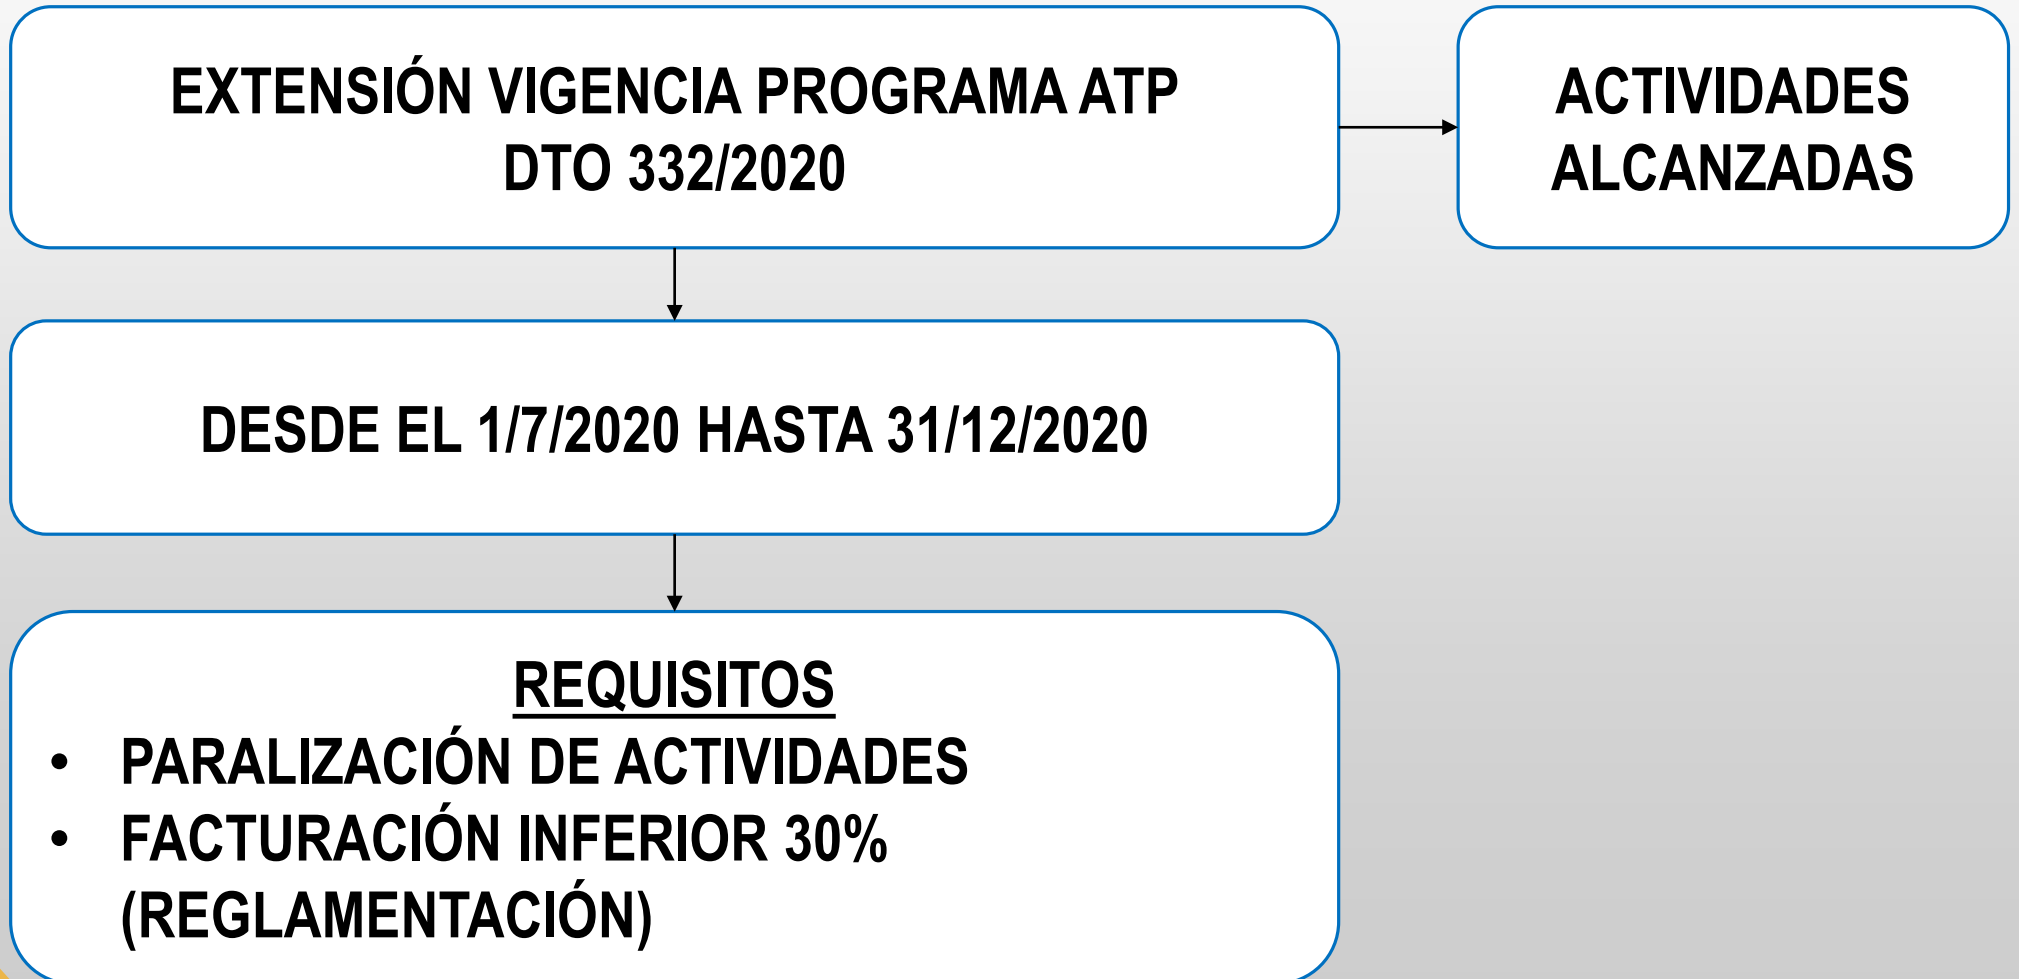 EXTENSIÓN VIGENCIA PROGRAMA ATP
DTO 332/2020
ACTIVIDADES
ALCANZADAS
DESDE EL 1/7/2020 HASTA 31/12/2020
REQUISITOS
• PARALIZACIÓN DE ACTIVIDADES
• FACTURACIÓN INFERIOR 30%
(REGLAMENTACIÓN)